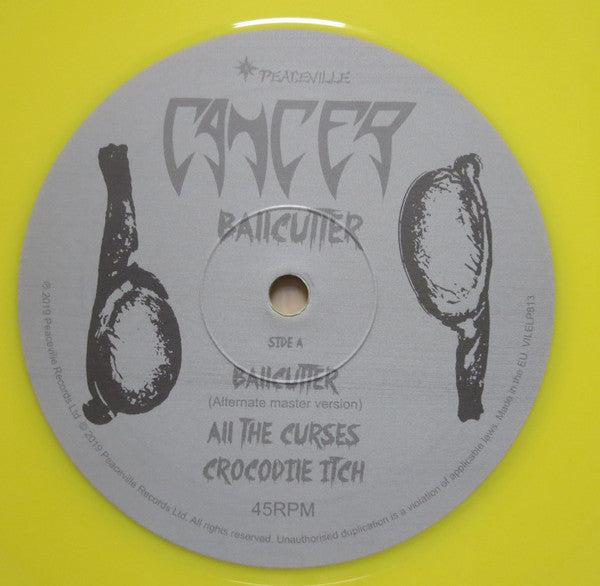 PEACEVILLE
CANCER
BAllCUTTER
SIDE A
BAllCUTTER
(Alternate master version)
All THE CURSES
CROCODIlE ITCH
45RPM
℗ 2019 Peaceville Records Ltd. © 2019 Peaceville Records Ltd. All rights reserved. Unauthorised duplication is a violation of applicable laws. Made in the EU. VILELP813